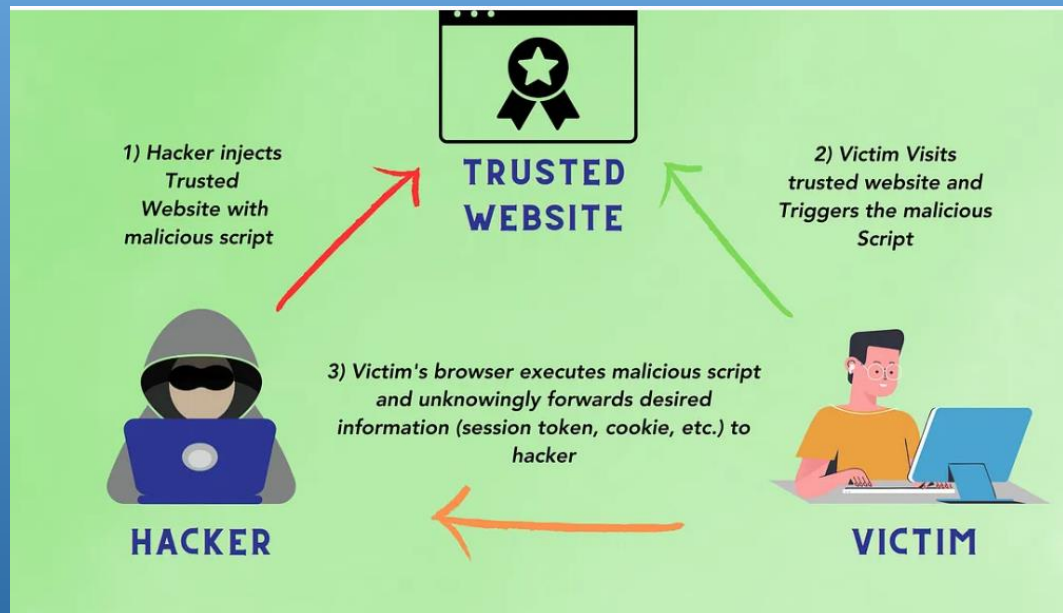 1) Hacker injects
Trusted
Website with
malicious script
TRUSTED
WEBSITE
2) Victim Visits
trusted website and
Triggers the malicious
Script
3) Victim's browser executes malicious script
and unknowingly forwards desired
information (session token, cookie, etc.) to
hacker
HACKER
VICTIM